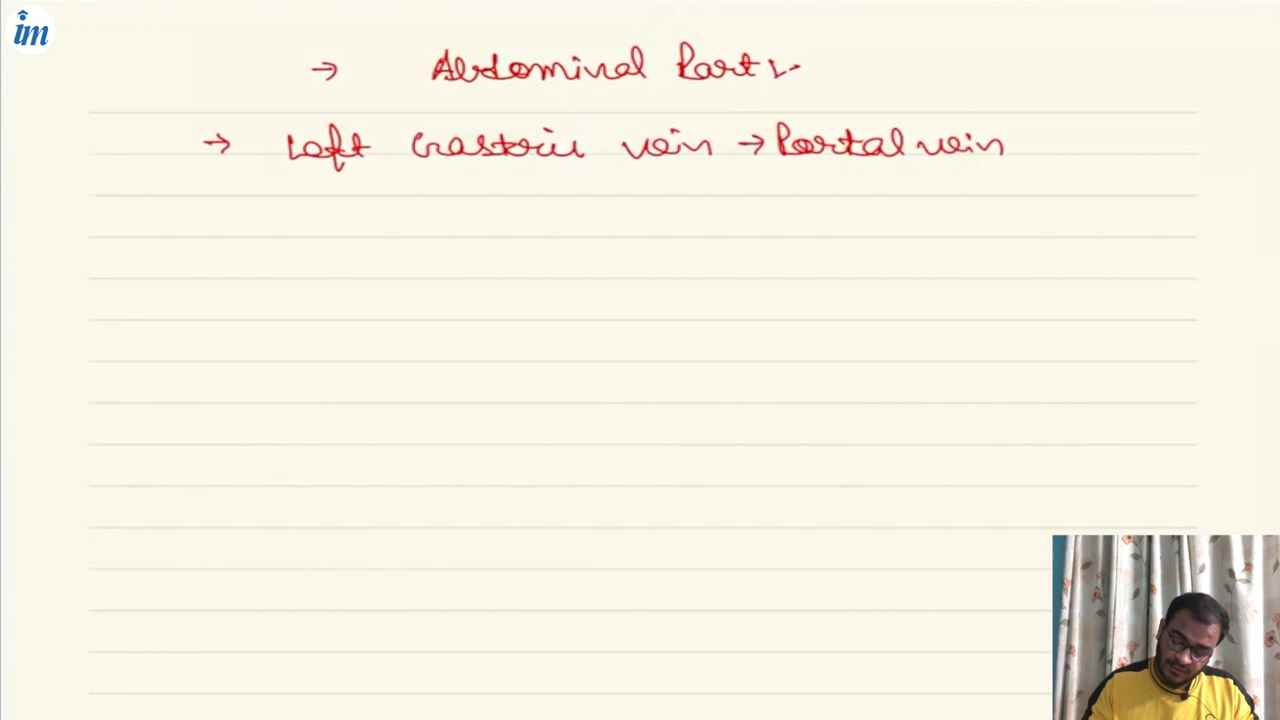 im
→ Abdominal Part :-
→ Left Gastric vein → Portal vein